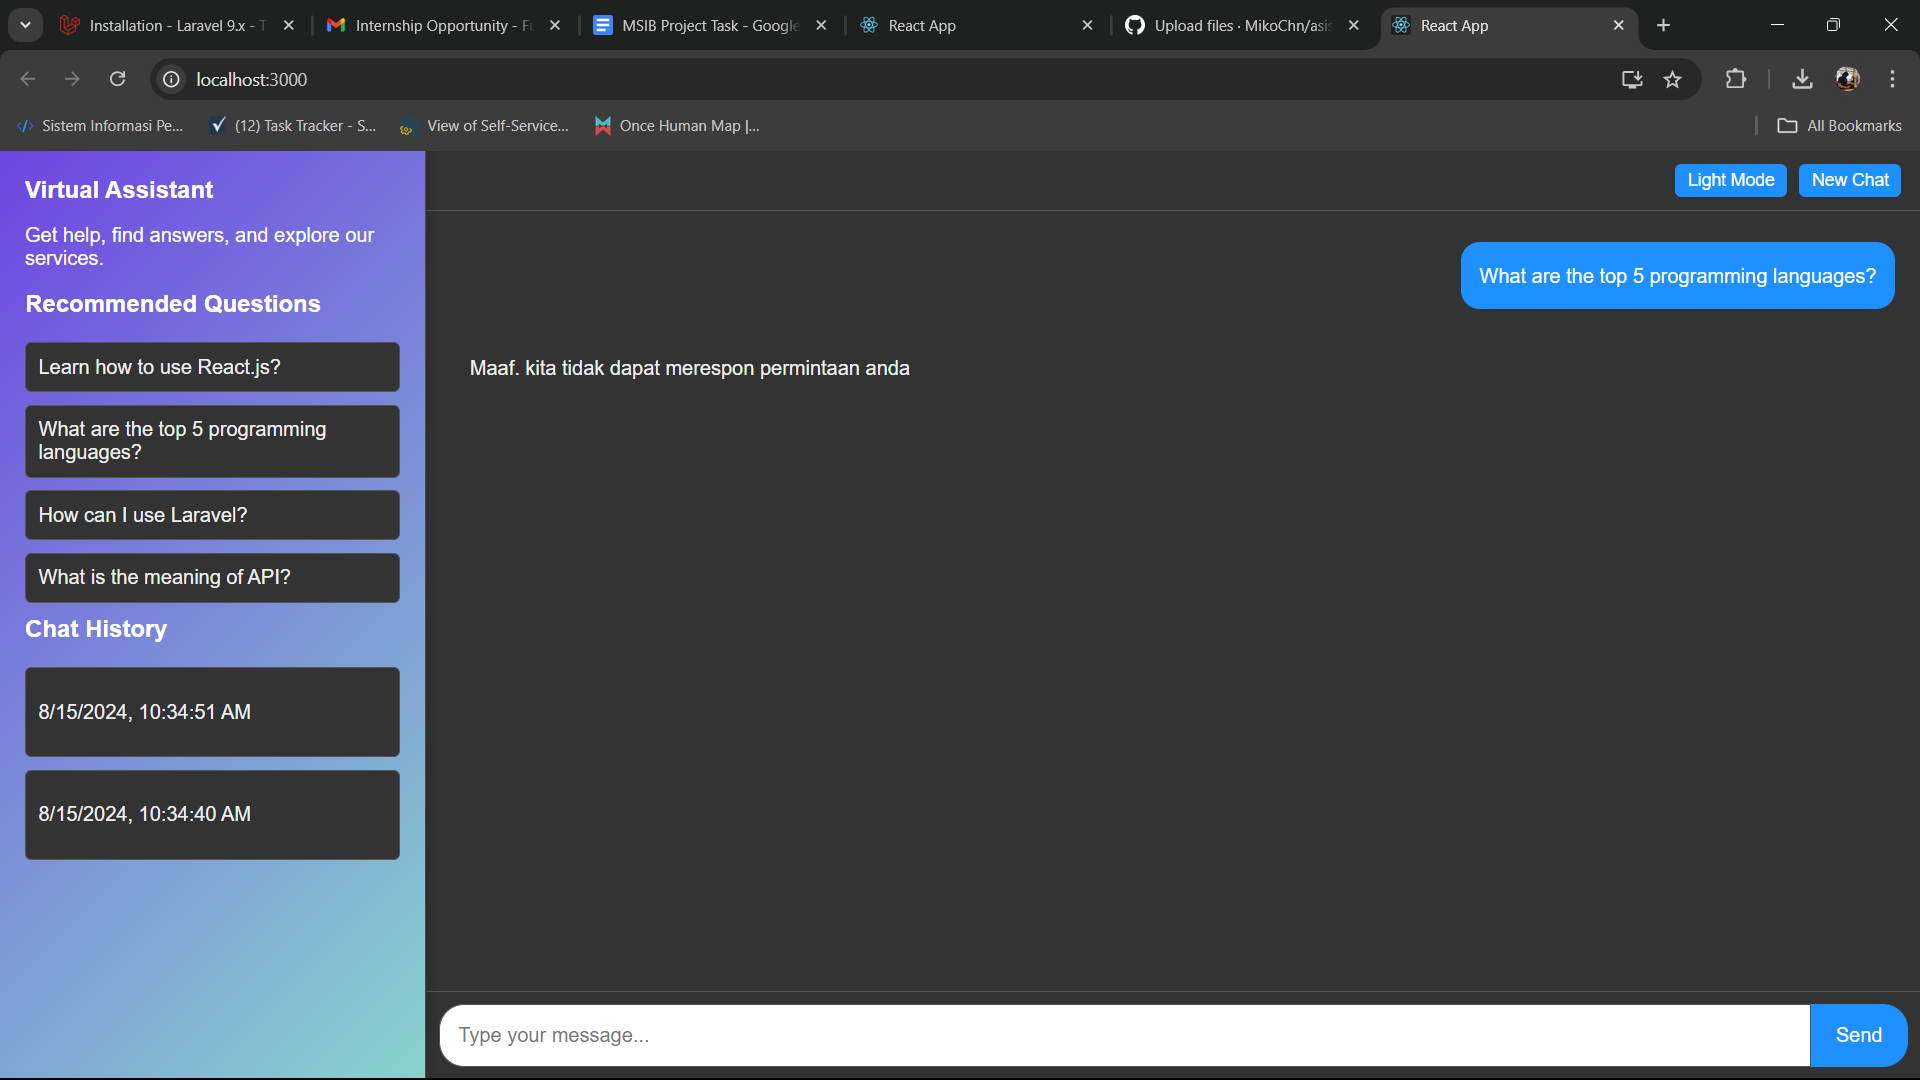 Installation - Laravel 9.x - T
Internship Opportunity - Fu
MSIB Project Task - Google
React App
Upload files · MikoChn/asis
React App
localhost:3000
Sistem Informasi Pe...
(12) Task Tracker - S...
View of Self-Service...
Once Human Map |...
All Bookmarks
Virtual Assistant
Get help, find answers, and explore our
services.
Recommended Questions
Learn how to use React.js?
What are the top 5 programming
languages?
How can I use Laravel?
What is the meaning of API?
Chat History
8/15/2024, 10:34:51 AM
8/15/2024, 10:34:40 AM
Light Mode
New Chat
What are the top 5 programming languages?
Maaf. kita tidak dapat merespon permintaan anda
Type your message...
Send